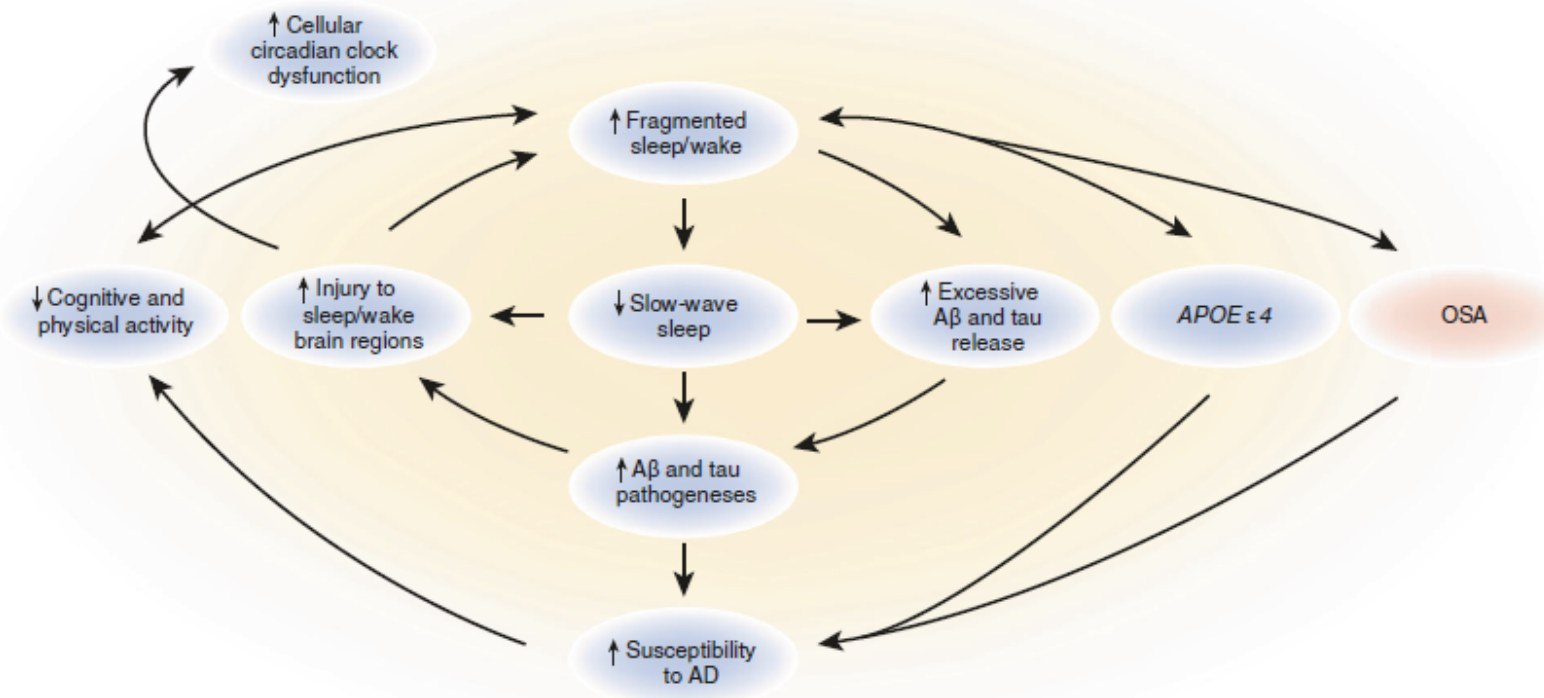 ↑ Cellular
circadian clock
dysfunction
↑ Fragmented
sleep/wake
↓ Cognitive and
physical activity
↑ Injury to
sleep/wake
brain regions
↓ Slow-wave
sleep
↑ Excessive
Aβ and tau
release
APOE ε4
OSA
↑ Aβ and tau
pathogeneses
↑ Susceptibility
to AD